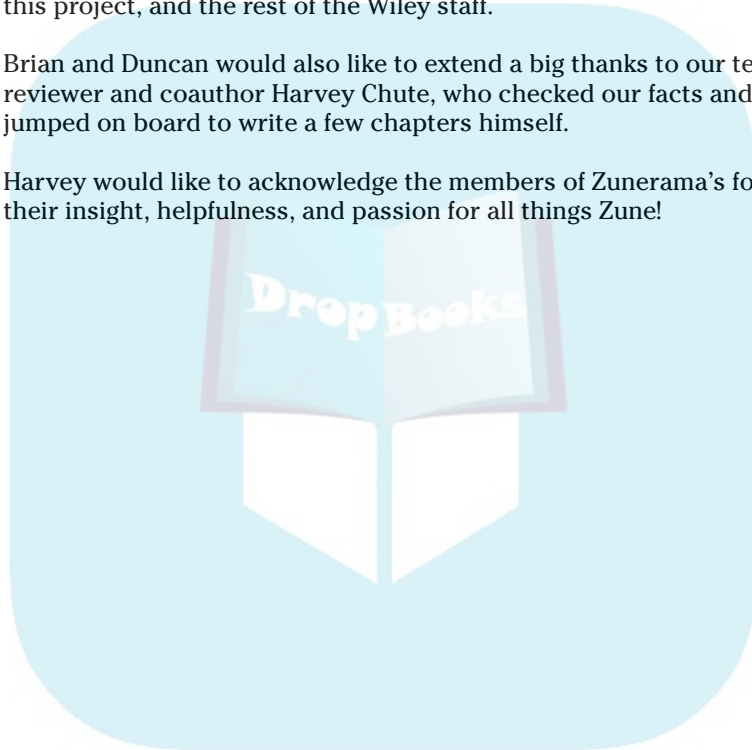 this project, and the rest of the Wiley staff.
Brian and Duncan would also like to extend a big thanks to our te
reviewer and coauthor Harvey Chute, who checked our facts and
jumped on board to write a few chapters himself.
Harvey would like to acknowledge the members of Zunerama's fo
their insight, helpfulness, and passion for all things Zune!
DropBooks